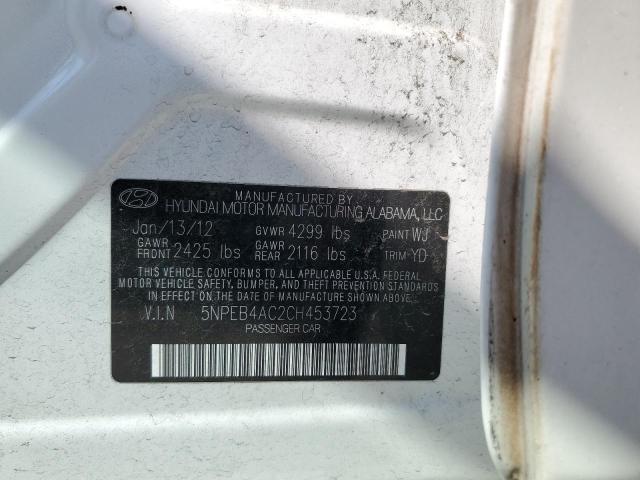 MANUFACTURED BY
HYUNDAI MOTOR MANUFACTURING ALABAMA, LLC
Jan/13/12 GVWR 4299 lbs PAINT WJ
GAWR FRONT 2425 lbs GAWR REAR 2116 lbs TRIM YD
THIS VEHICLE CONFORMS TO ALL APPLICABLE U.S.A. FEDERAL
MOTOR VEHICLE SAFETY, BUMPER, AND THEFT PREVENTION STANDARDS
IN EFFECT ON THE DATE OF MANUFACTURE SHOWN ABOVE.
V.I.N 5NPEB4AC2CH453723
PASSENGER CAR